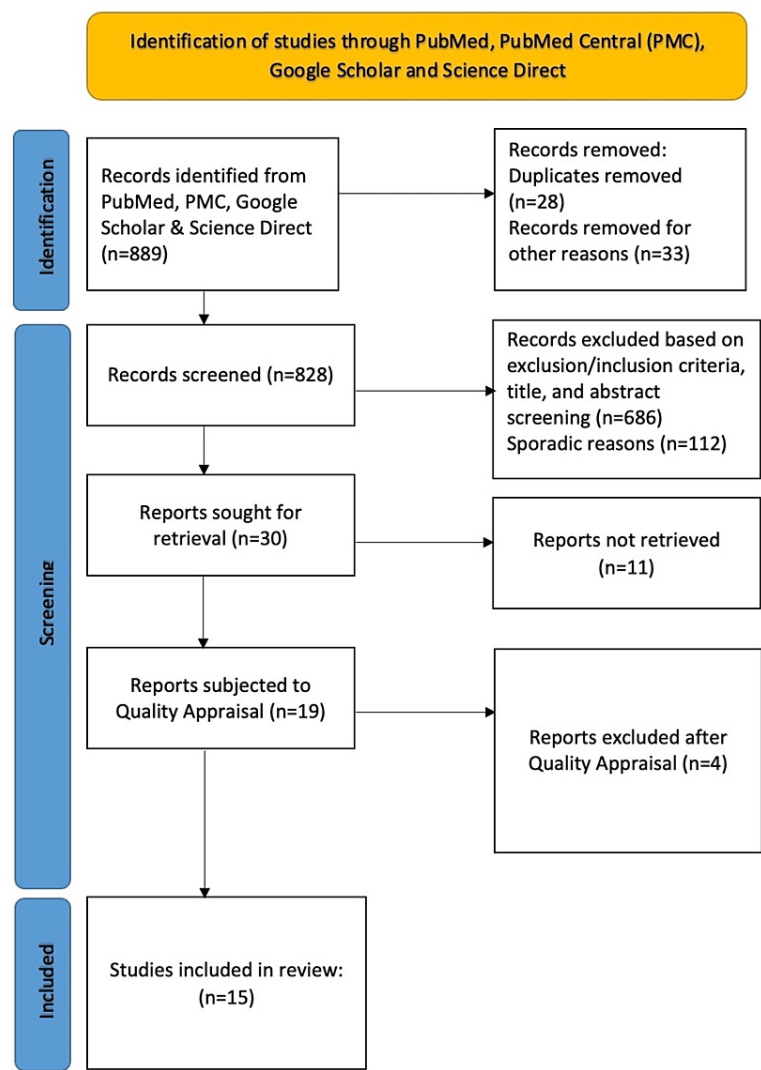 Identification of studies through PubMed, PubMed Central (PMC),
Google Scholar and Science Direct
Identification
Records identified from
PubMed, PMC, Google
Scholar & Science Direct
(n=889)
Records removed:
Duplicates removed
(n=28)
Records removed for
other reasons (n=33)
Screening
Records screened (n=828)
Records excluded based on
exclusion/inclusion criteria,
title, and abstract
screening (n=686)
Sporadic reasons (n=112)
Reports sought for
retrieval (n=30)
Reports not retrieved
(n=11)
Reports subjected to
Quality Appraisal (n=19)
Reports excluded after
Quality Appraisal (n=4)
Included
Studies included in review:
(n=15)